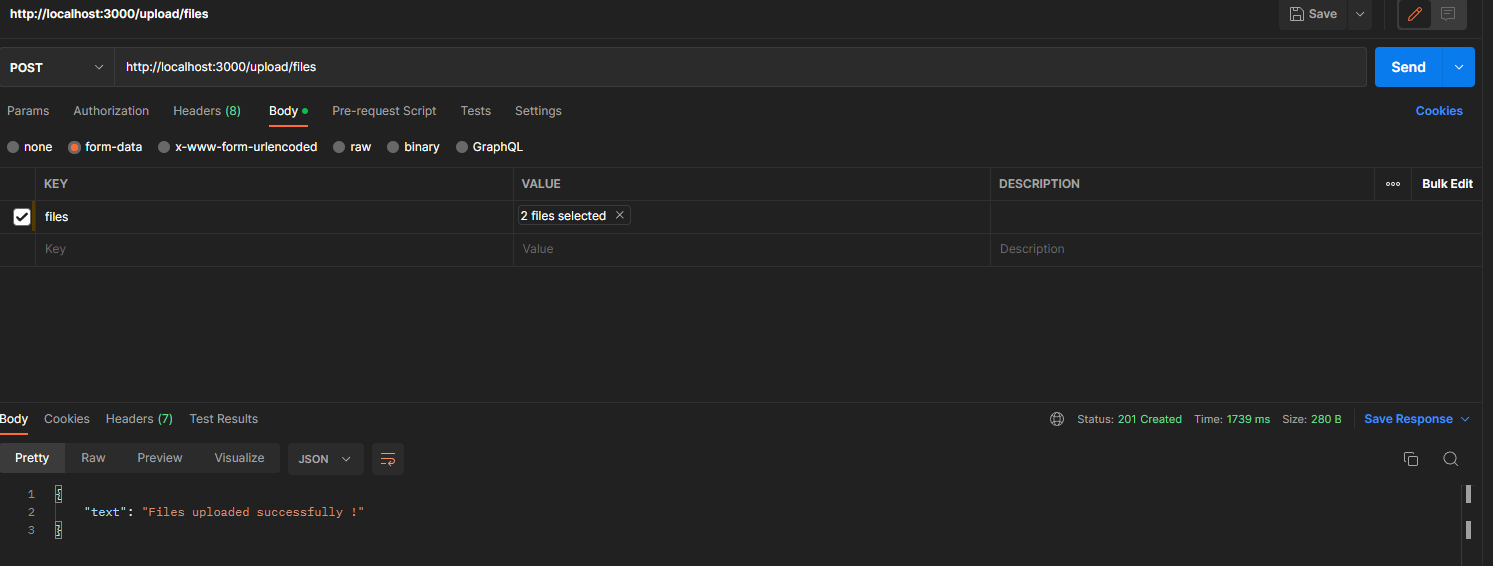 http://localhost:3000/upload/files
Save
POST
http://localhost:3000/upload/files
Send
Params Authorization Headers (8) Body Pre-request Script Tests Settings Cookies
none form-data x-www-form-urlencoded raw binary GraphQL
KEY VALUE DESCRIPTION Bulk Edit
files 2 files selected
Key Value Description
Body Cookies Headers (7) Test Results Status: 201 Created Time: 1739 ms Size: 280 B Save Response
Pretty Raw Preview Visualize JSON
1 {
2 "text": "Files uploaded successfully !"
3 }